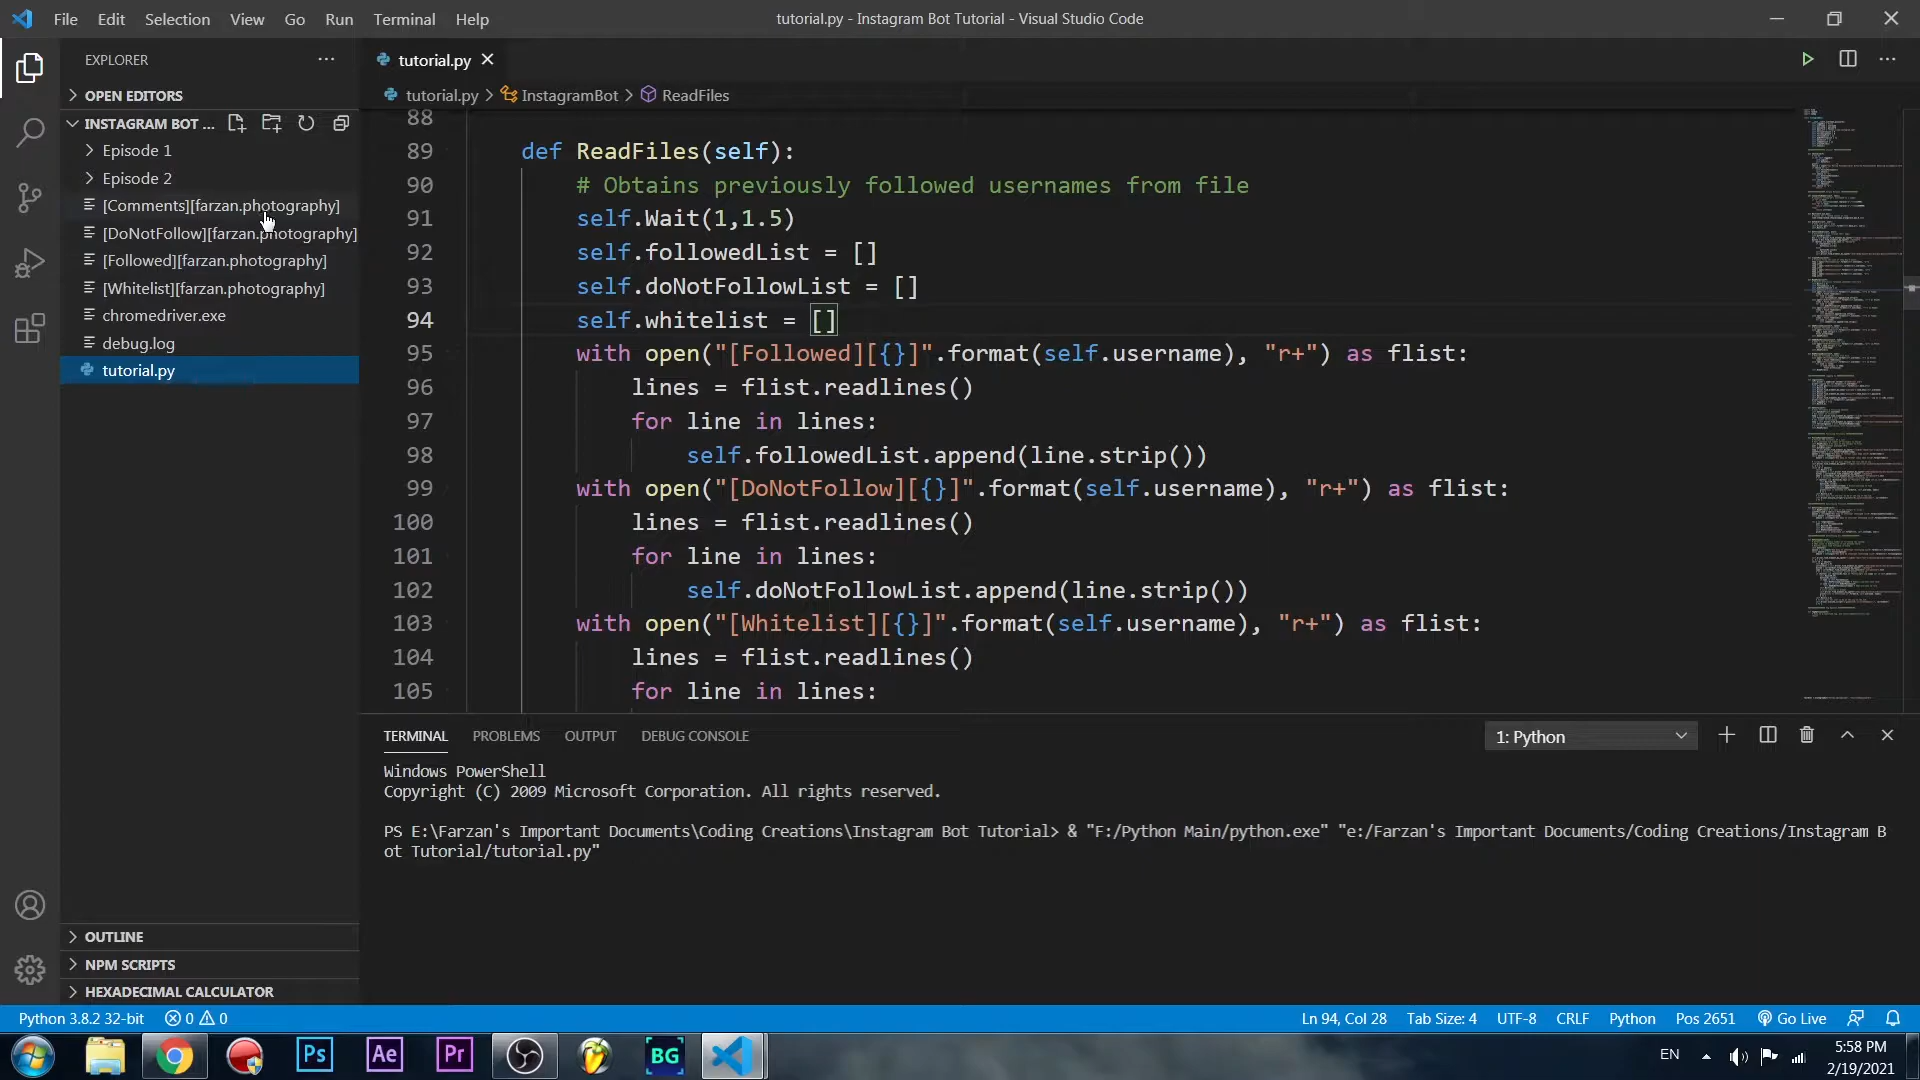 File Edit Selection View Go Run Terminal Help
tutorial.py - Instagram Bot Tutorial - Visual Studio Code
EXPLORER
OPEN EDITORS
INSTAGRAM BOT ...
Episode 1
Episode 2
[Comments][farzan.photography]
[DoNotFollow][farzan.photography]
[Followed][farzan.photography]
[Whitelist][farzan.photography]
chromedriver.exe
debug.log
tutorial.py
OUTLINE
NPM SCRIPTS
HEXADECIMAL CALCULATOR
tutorial.py
tutorial.py > InstagramBot > ReadFiles
88
89 def ReadFiles(self):
90 # Obtains previously followed usernames from file
91 self.Wait(1,1.5)
92 self.followedList = []
93 self.doNotFollowList = []
94 self.whitelist = []
95 with open("[Followed][{}]".format(self.username), "r+") as flist:
96 lines = flist.readlines()
97 for line in lines:
98 self.followedList.append(line.strip())
99 with open("[DoNotFollow][{}]".format(self.username), "r+") as flist:
100 lines = flist.readlines()
101 for line in lines:
102 self.doNotFollowList.append(line.strip())
103 with open("[Whitelist][{}]".format(self.username), "r+") as flist:
104 lines = flist.readlines()
105 for line in lines:
TERMINAL PROBLEMS OUTPUT DEBUG CONSOLE
1: Python
Windows PowerShell
Copyright (C) 2009 Microsoft Corporation. All rights reserved.
PS E:\Farzan's Important Documents\Coding Creations\Instagram Bot Tutorial> & "F:/Python Main/python.exe" "e:/Farzan's Important Documents/Coding Creations/Instagram B
ot Tutorial/tutorial.py"
Python 3.8.2 32-bit 0 0
Ln 94, Col 28 Tab Size: 4 UTF-8 CRLF Python Pos 2651 Go Live
Ps Ae Pr BG
EN
5:58 PM
2/19/2021